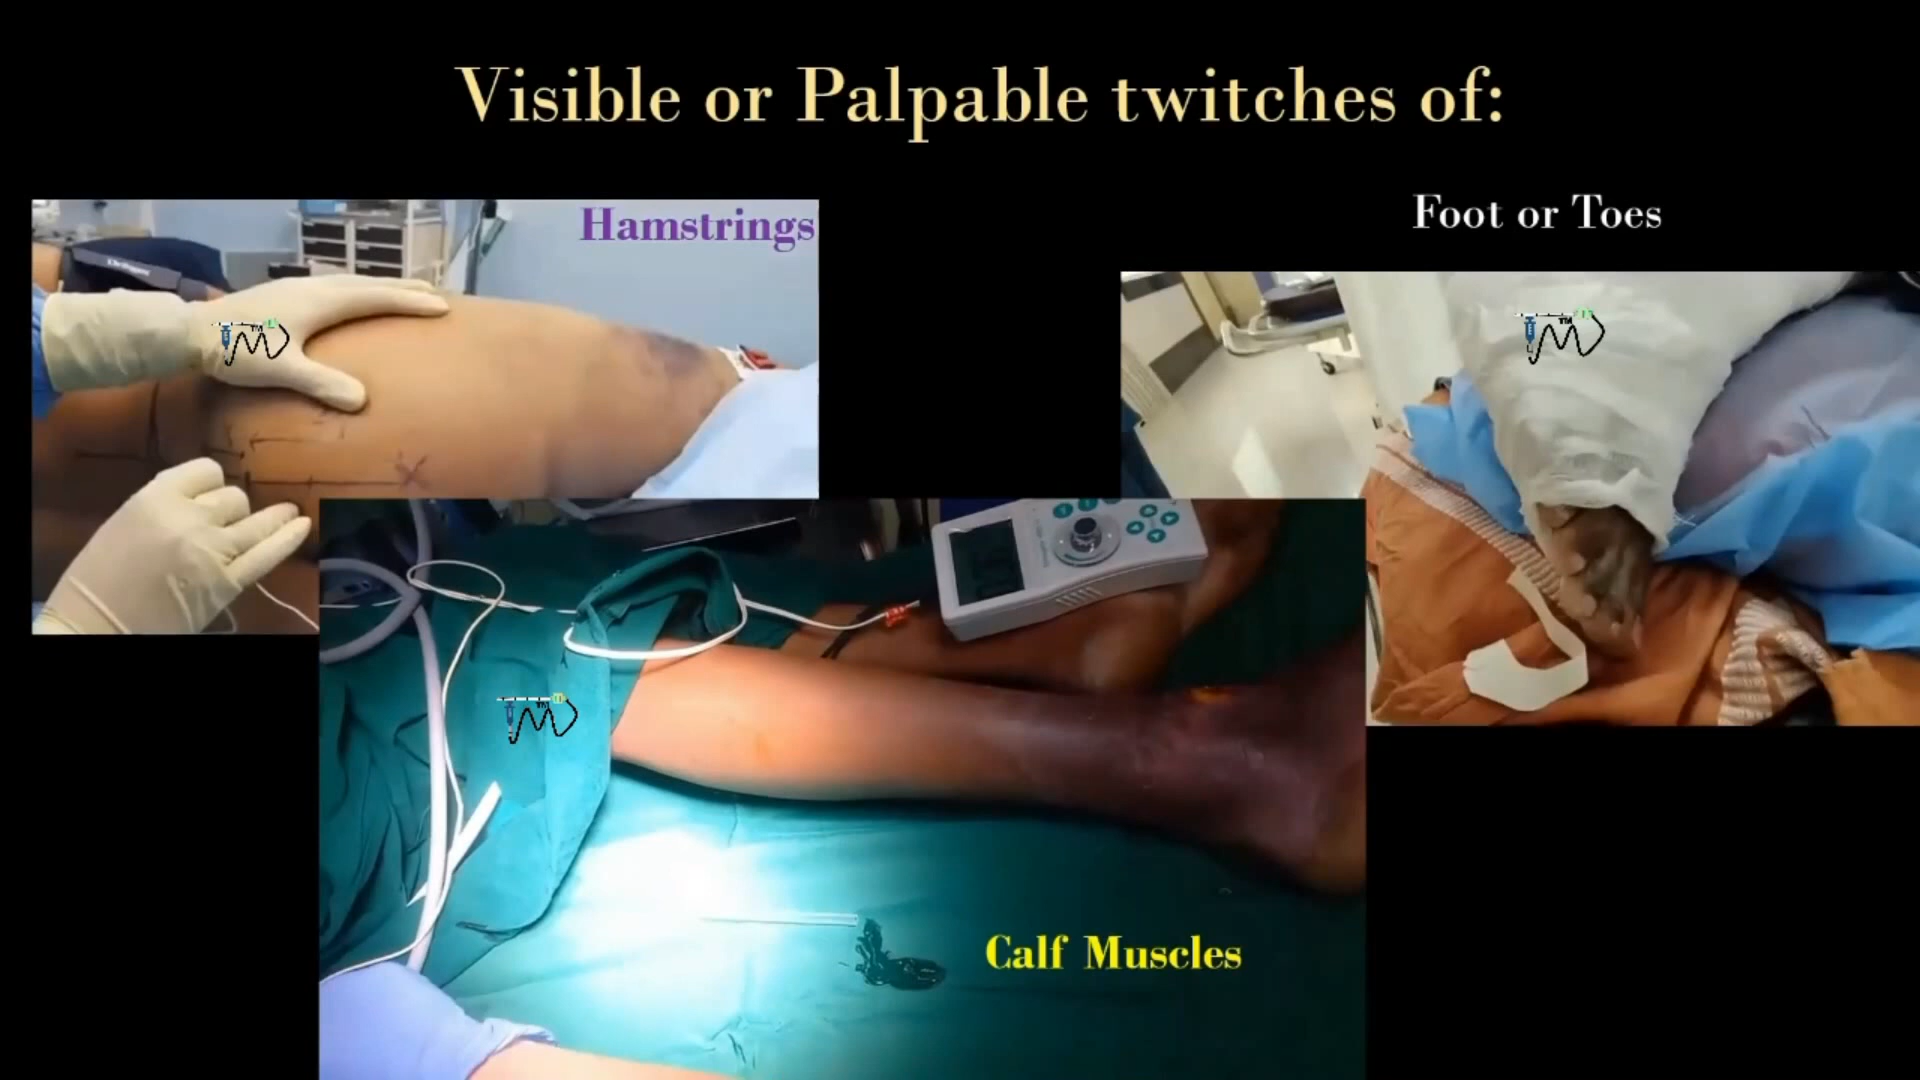 Visible or Palpable twitches of:
Hamstrings
Foot or Toes
Calf Muscles